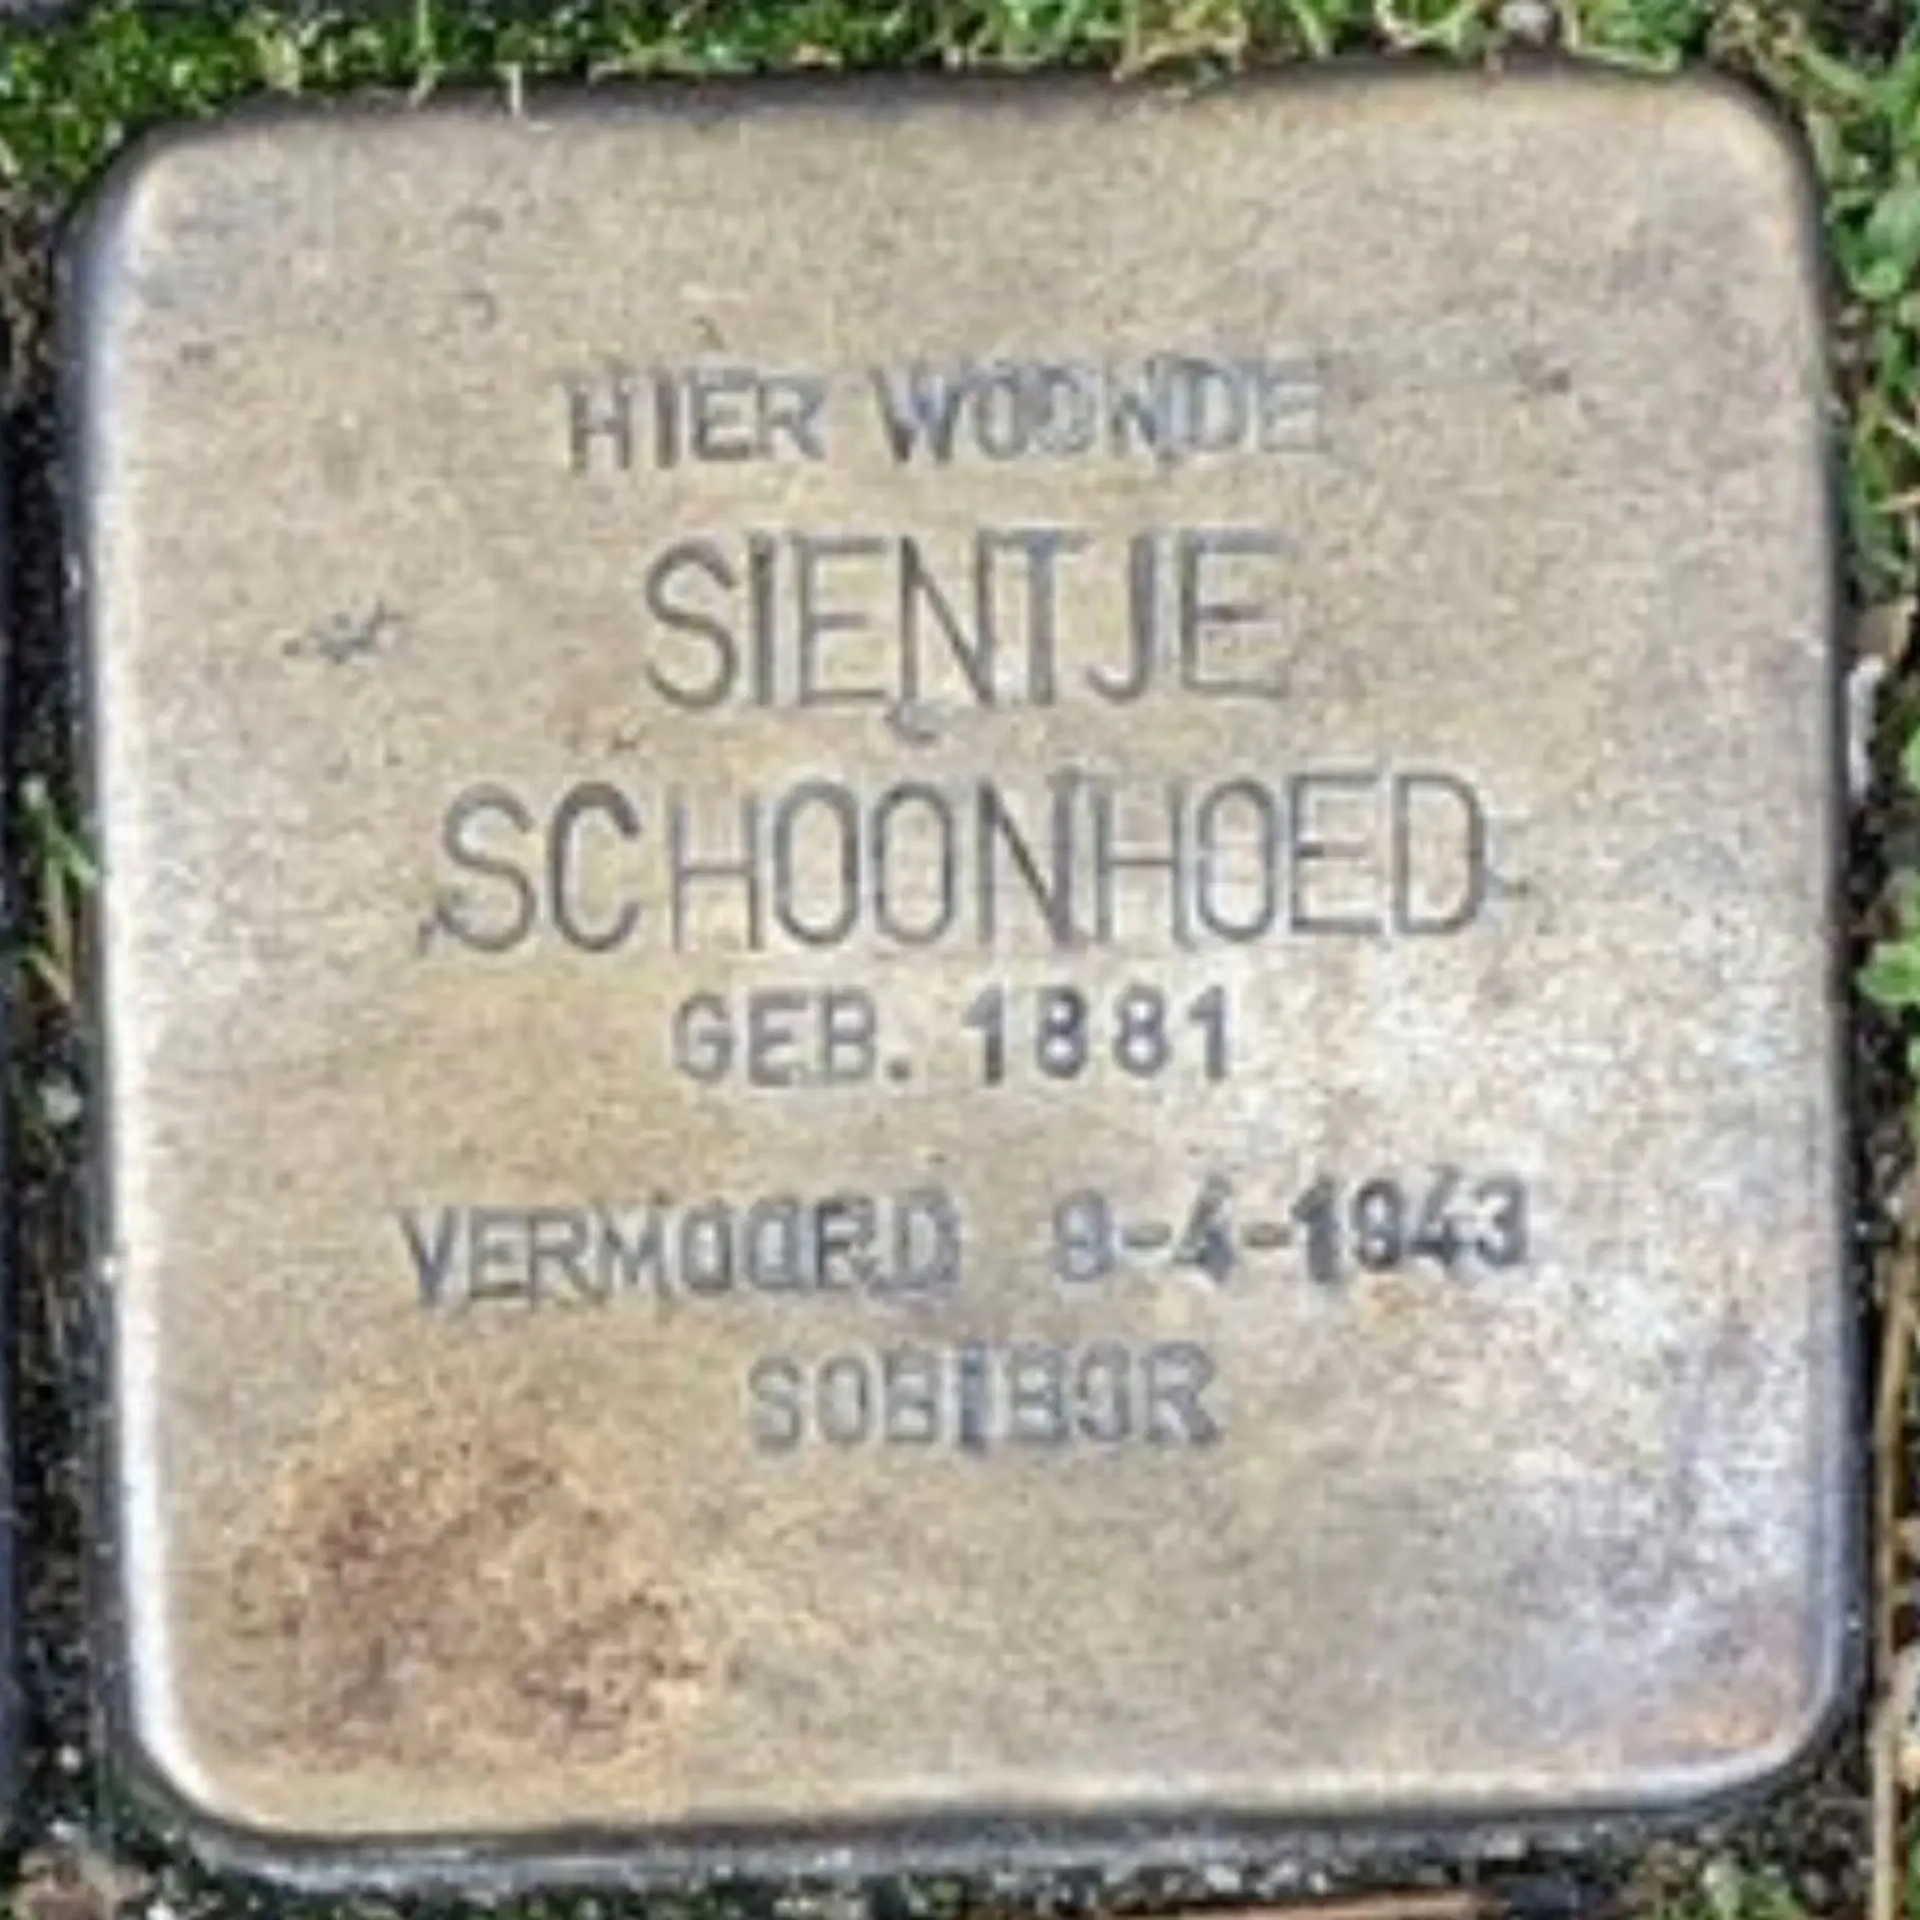 HIER WOONDE
SIENTJE
SCHOONHOED
GEB. 1881
VERMOORD 9-4-1943
SOBIBOR